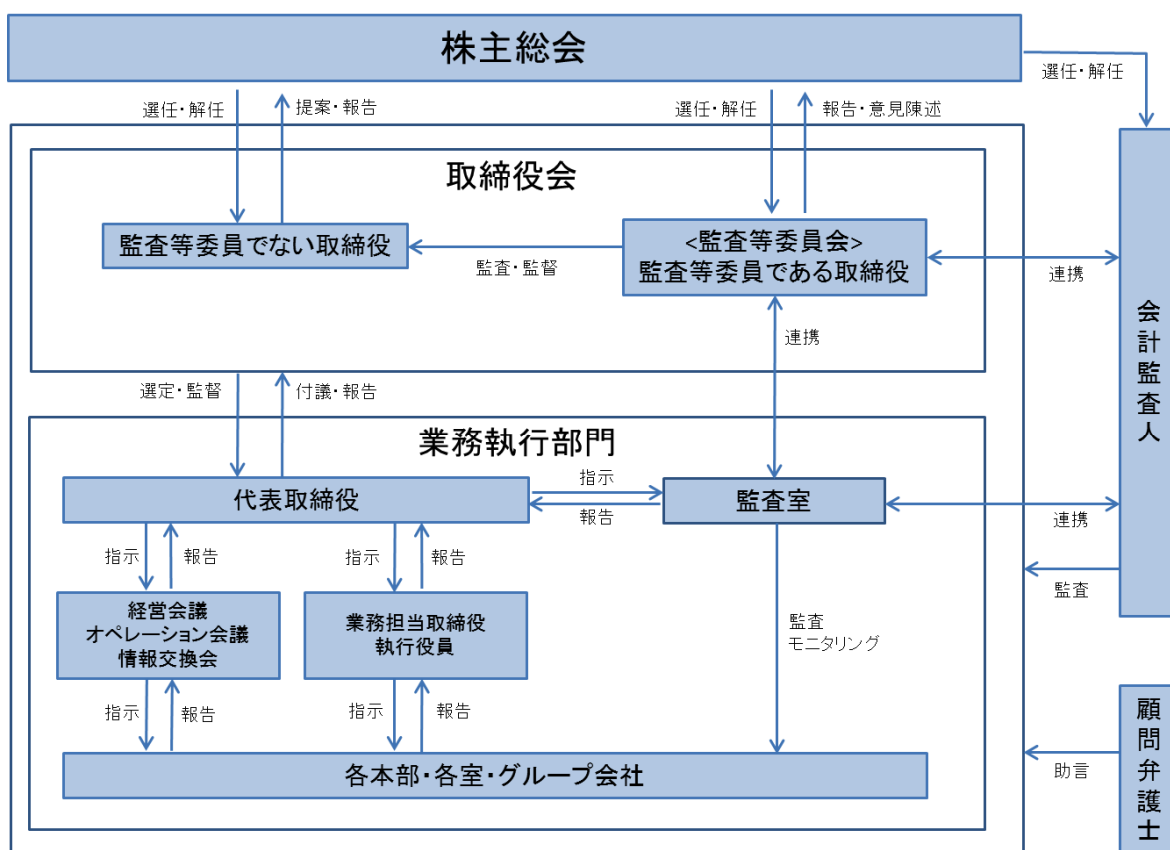 株主総会
選任・解任
選任・解任
提案・報告
選任・解任
報告・意見陳述
取締役会
監査等委員でない取締役
監査・監督
<監査等委員会>
監査等委員である取締役
連携
連携
会計監査人
選定・監督
付議・報告
業務執行部門
代表取締役
指示
報告
監査室
連携
監査
指示
報告
指示
報告
経営会議
オペレーション会議
情報交換会
業務担当取締役
執行役員
監査
モニタリング
指示
報告
指示
報告
各本部・各室・グループ会社
顧問弁護士
助言